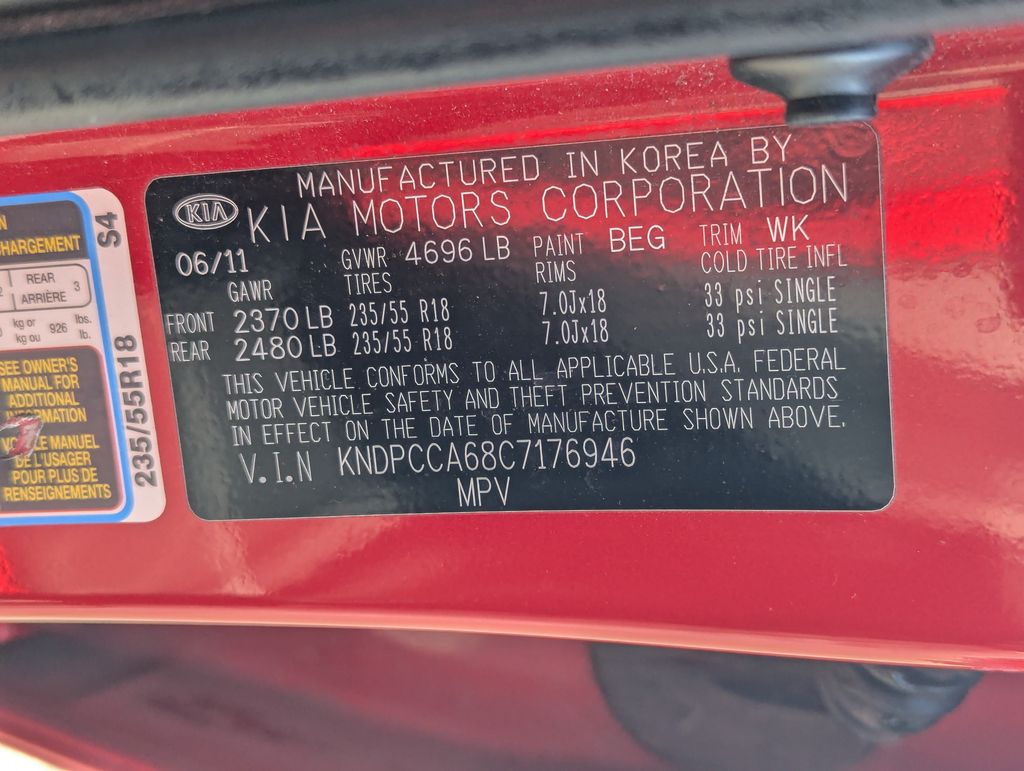 MANUFACTURED IN KOREA BY
KIA KIA MOTORS CORPORATION
06/11 GVWR 4696 LB PAINT BEG TRIM WK
GAWR TIRES RIMS COLD TIRE INFL
FRONT 2370 LB 235/55 R18 7.0Jx18 33 psi SINGLE
REAR 2480 LB 235/55 R18 7.0Jx18 33 psi SINGLE
THIS VEHICLE CONFORMS TO ALL APPLICABLE U.S.A. FEDERAL
MOTOR VEHICLE SAFETY AND THEFT PREVENTION STANDARDS
IN EFFECT ON THE DATE OF MANUFACTURE SHOWN ABOVE.
V.I.N KNDPCCA68C7176946
MPV
HARGEMENT
REAR
ARRIÈRE 3
kg or
kg ou 926 lbs.
lb.
SEE OWNER'S
MANUAL FOR
ADDITIONAL
INFORMATION
LE MANUEL
DE L'USAGER
POUR PLUS DE
RENSEIGNEMENTS
S4
235/55R18